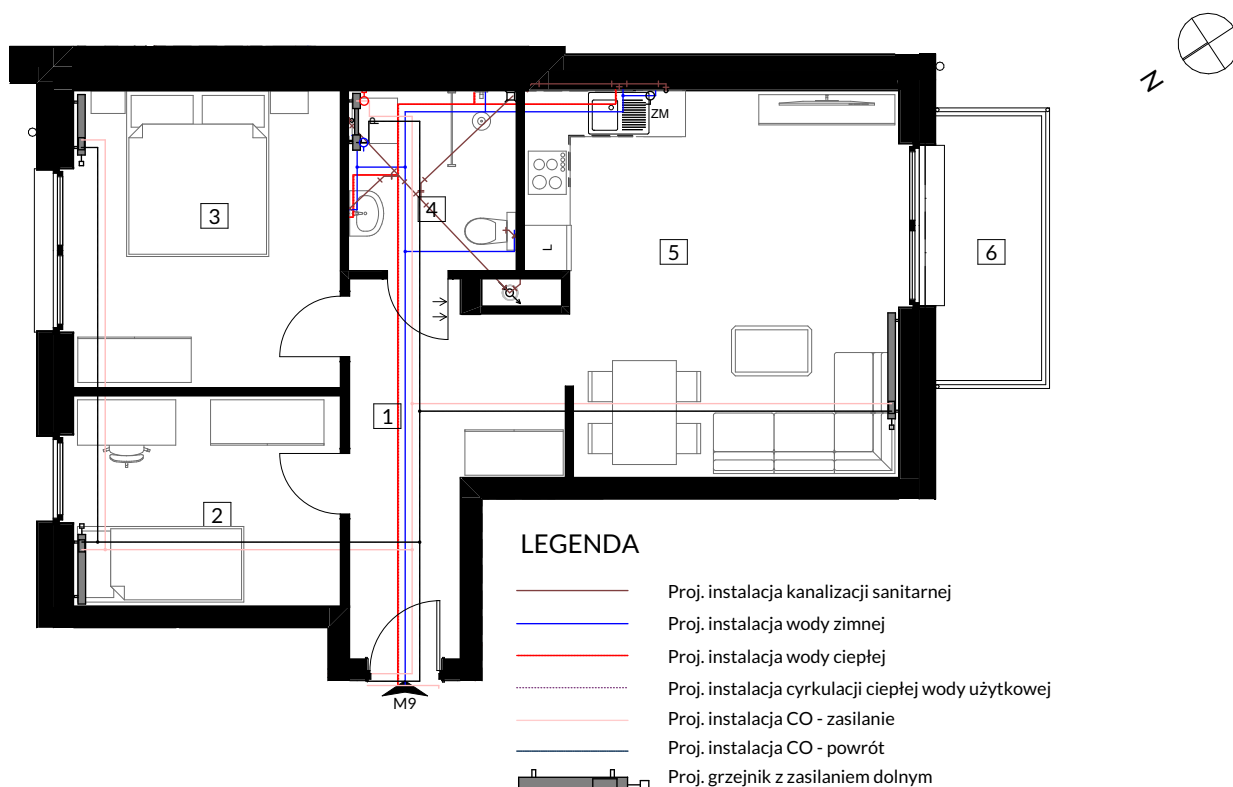 N
ZM
3
4
5
6
L
1
2
M9
LEGENDA
Proj. instalacja kanalizacji sanitarnej
Proj. instalacja wody zimnej
Proj. instalacja wody ciepłej
Proj. instalacja cyrkulacji ciepłej wody użytkowej
Proj. instalacja CO - zasilanie
Proj. instalacja CO - powrót
Proj. grzejnik z zasilaniem dolnym